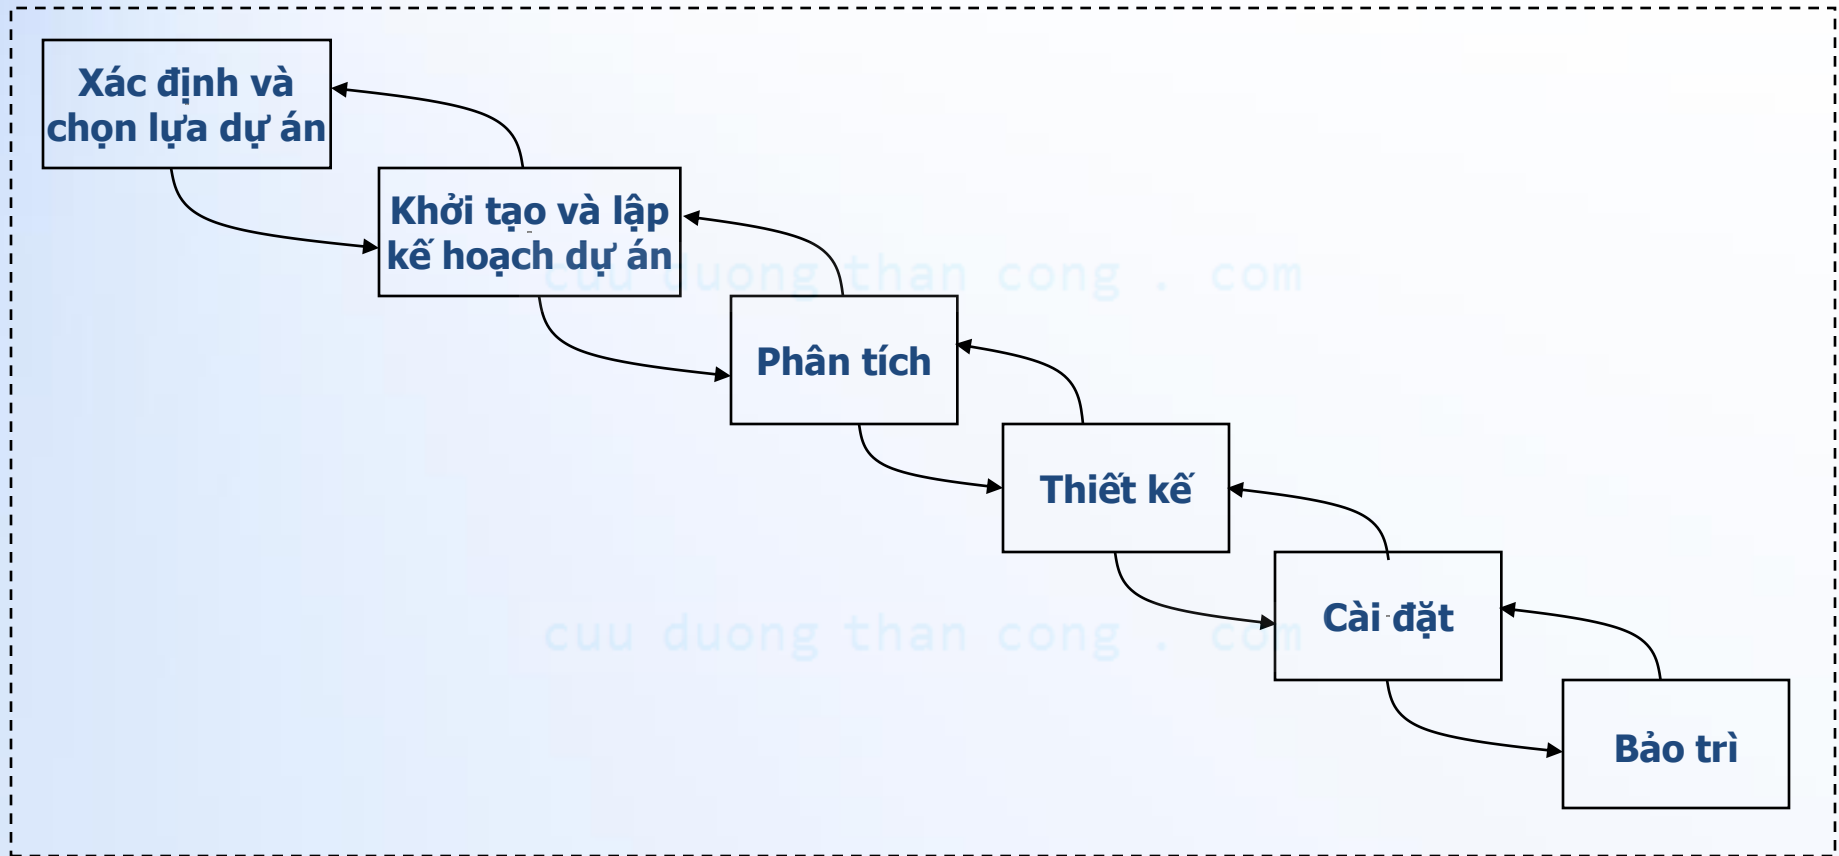 Xác định và
chọn lựa dự án
Khởi tạo và lập
kế hoạch dự án
cuu duong than cong . com
Phân tích
Thiết kế
Cài đặt
cuu duong than cong . com
Bảo trì